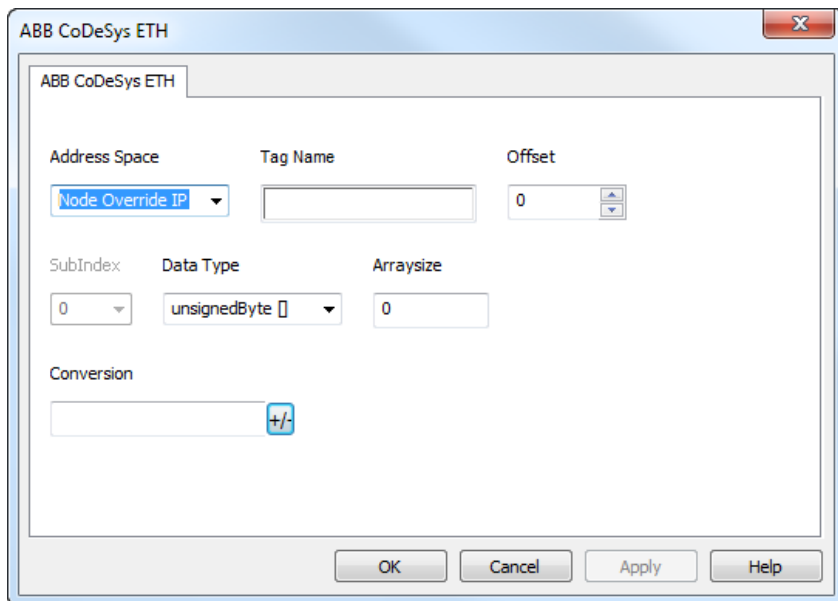 ABB CoDeSys ETH
ABB CoDeSys ETH
Address Space Tag Name Offset
Node Override IP 0
SubIndex Data Type Arraysize
0 unsignedByte [] 0
Conversion
+/-
OK Cancel Apply Help